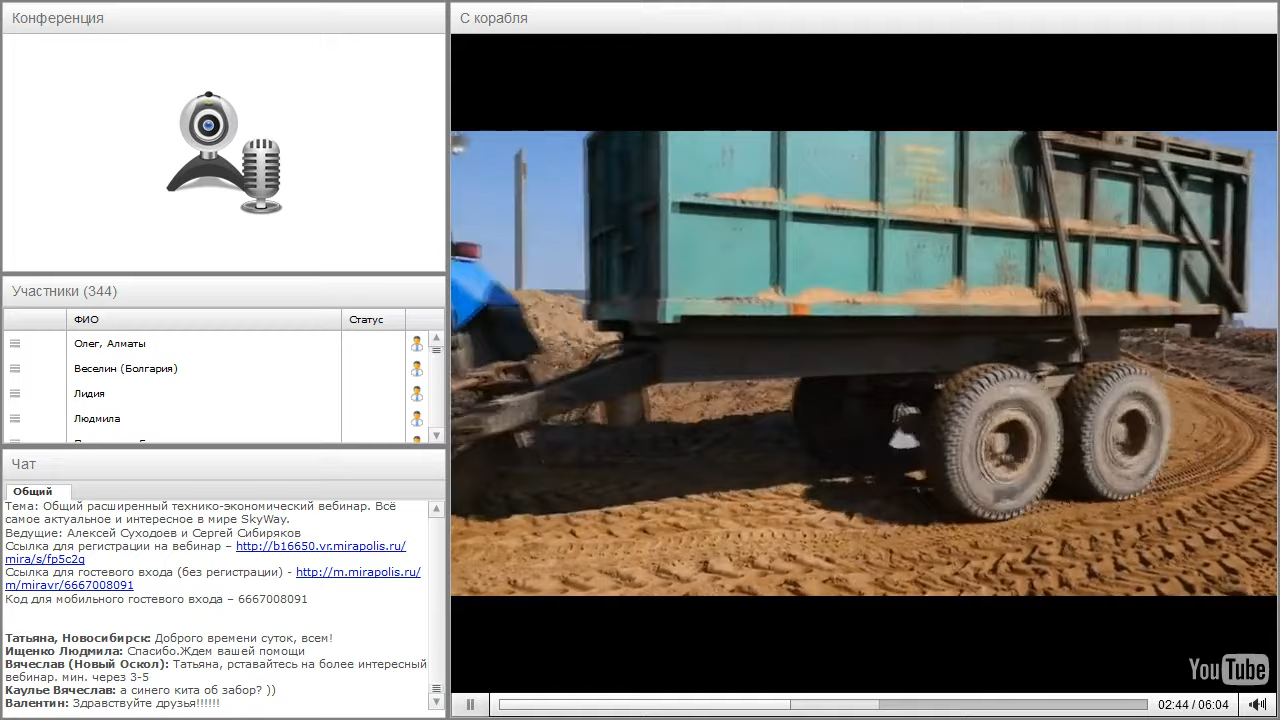 Конференция
С корабля
Участники (344)
ФИО
Статус
Олег, Алматы
Веселин (Болгария)
Лидия
Людмила
Чат
Общий
Тема: Общий расширенный технико-экономический вебинар. Всё
самое актуальное и интересное в мире SkyWay.
Ведущие: Алексей Суходоев и Сергей Сибиряков
Ссылка для регистрации на вебинар – http://b16650.vr.mirapolis.ru/
mira/s/fp5c2q
Ссылка для гостевого входа (без регистрации) - http://m.mirapolis.ru/
m/miravr/6667008091
Код для мобильного гостевого входа – 6667008091
Татьяна, Новосибирск: Доброго времени суток, всем!
Ищенко Людмила: Спасибо.Ждем вашей помощи
Вячеслав (Новый Оскол): Татьяна, рставайтесь на более интересный
вебинар. мин. через 3-5
Каулье Вячеслав: а синего кита об забор? ))
Валентин: Здравствуйте друзья!!!!!!
YouTube
02:44 / 06:04